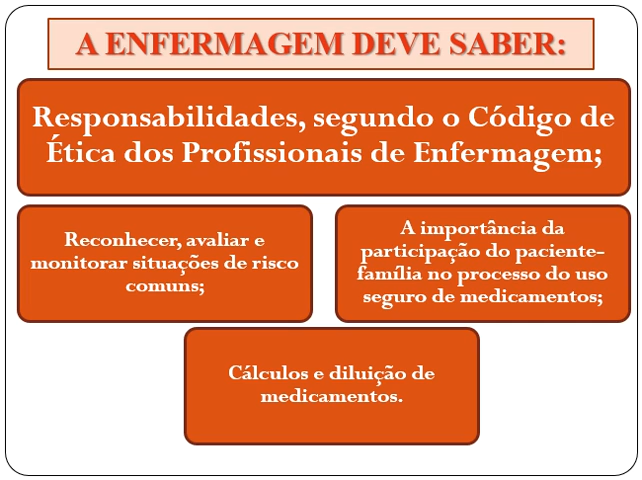 A ENFERMAGEM DEVE SABER:
Responsabilidades, segundo o Código de
Ética dos Profissionais de Enfermagem;
Reconhecer, avaliar e
monitorar situações de risco
comuns;
A importância da
participação do paciente-
família no processo do uso
seguro de medicamentos;
Cálculos e diluição de
medicamentos.